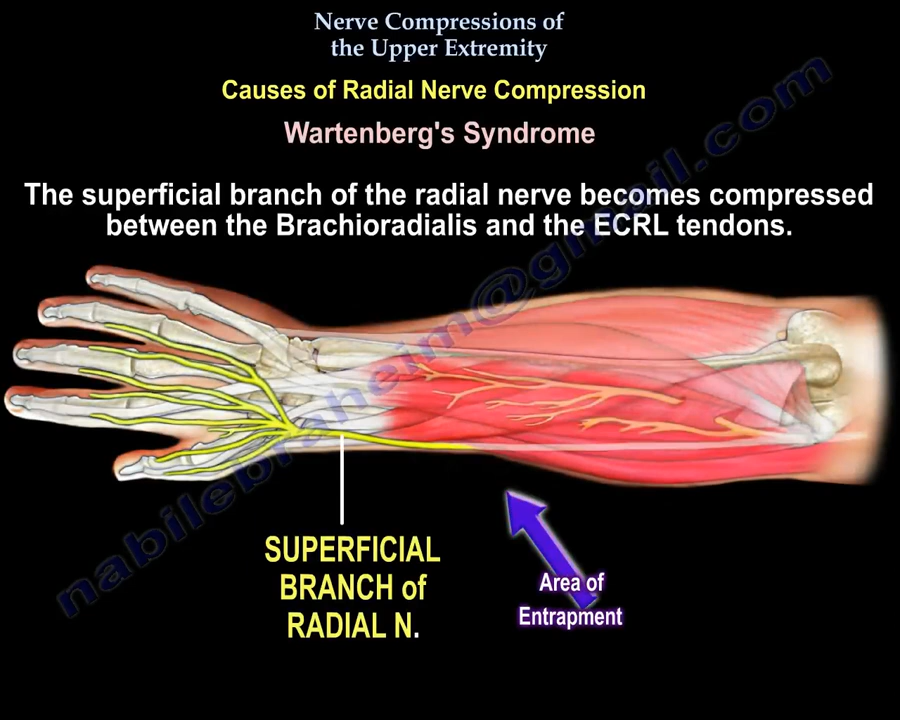 Nerve Compressions of
the Upper Extremity
Causes of Radial Nerve Compression
Wartenberg's Syndrome
The superficial branch of the radial nerve becomes compressed
between the Brachioradialis and the ECRL tendons.
nabilebraheim@gmail.com
SUPERFICIAL
BRANCH of
RADIAL N.
Area of
Entrapment